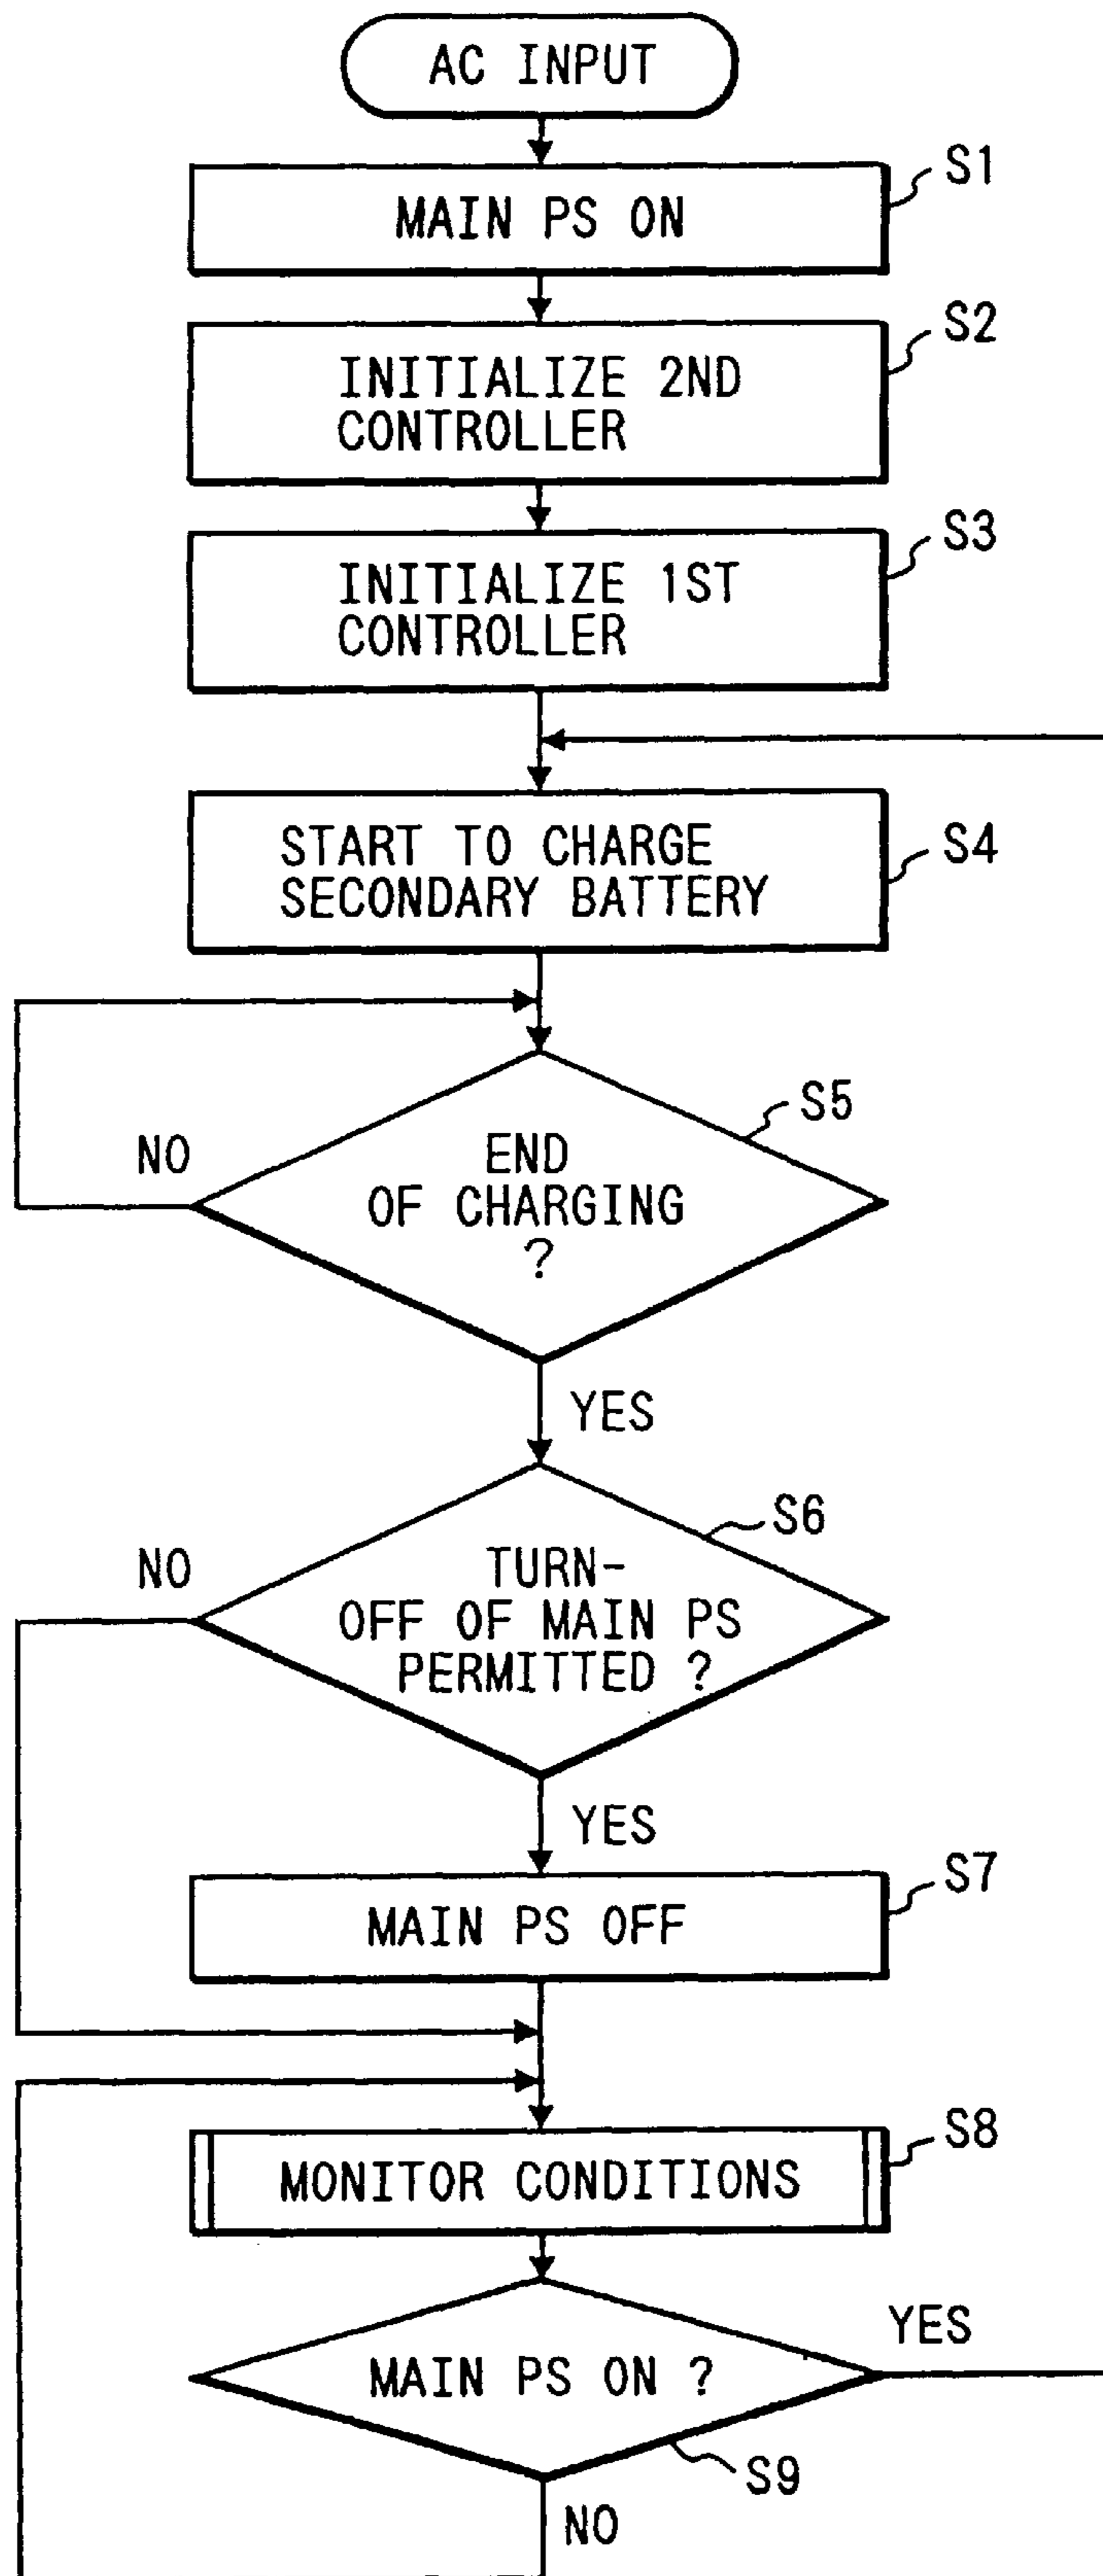 AC INPUT
S1
MAIN PS ON
S2
INITIALIZE 2ND
CONTROLLER
S3
INITIALIZE 1ST
CONTROLLER
S4
START TO CHARGE
SECONDARY BATTERY
S5
NO
END
OF CHARGING
?
YES
S6
NO
TURN-
OFF OF MAIN PS
PERMITTED ?
YES
S7
MAIN PS OFF
S8
MONITOR CONDITIONS
YES
MAIN PS ON ?
S9
NO